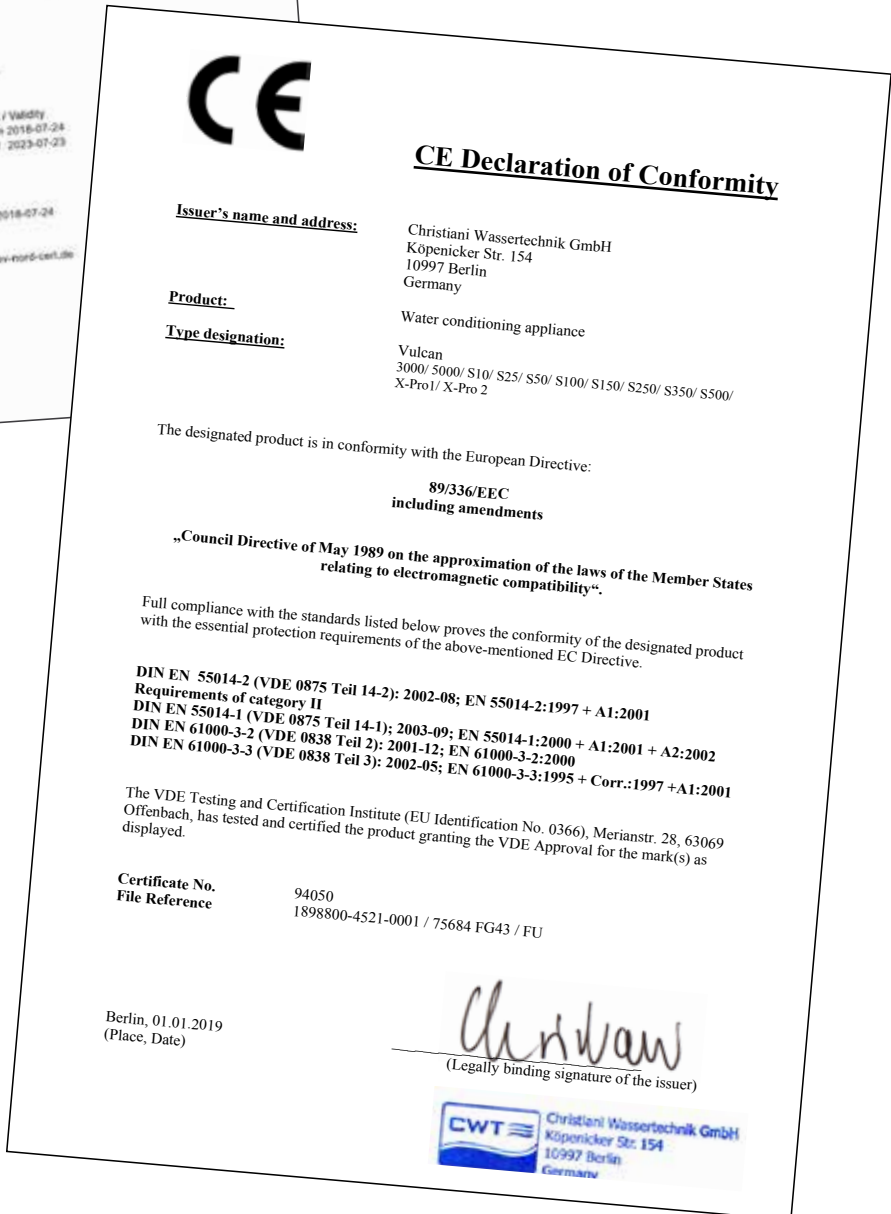 / Validity
2018-07-24
2023-07-23
2018-07-24
CE
CE Declaration of Conformity
Issuer's name and address:
Christiani Wassertechnik GmbH
Köpenicker Str. 154
10997 Berlin
Germany
Product:
Water conditioning appliance
Type designation:
Vulcan
3000/ 5000/ S10/ S25/ S50/ S100/ S150/ S250/ S350/ S500/
X-Pro1/ X-Pro 2
The designated product is in conformity with the European Directive:
89/336/EEC
including amendments
„Council Directive of May 1989 on the approximation of the laws of the Member States
relating to electromagnetic compatibility“.
Full compliance with the standards listed below proves the conformity of the designated product
with the essential protection requirements of the above-mentioned EC Directive.
DIN EN 55014-2 (VDE 0875 Teil 14-2): 2002-08; EN 55014-2:1997 + A1:2001
Requirements of category II
DIN EN 55014-1 (VDE 0875 Teil 14-1); 2003-09; EN 55014-1:2000 + A1:2001 + A2:2002
DIN EN 61000-3-2 (VDE 0838 Teil 2): 2001-12; EN 61000-3-2:2000
DIN EN 61000-3-3 (VDE 0838 Teil 3): 2002-05; EN 61000-3-3:1995 + Corr.:1997 +A1:2001
The VDE Testing and Certification Institute (EU Identification No. 0366), Merianstr. 28, 63069
Offenbach, has tested and certified the product granting the VDE Approval for the mark(s) as
displayed.
Certificate No. 94050
File Reference 1898800-4521-0001 / 75684 FG43 / FU
Berlin, 01.01.2019
(Place, Date)
(Legally binding signature of the issuer)
CWT
Christiani Wassertechnik GmbH
Köpenicker Str. 154
10997 Berlin
Germany